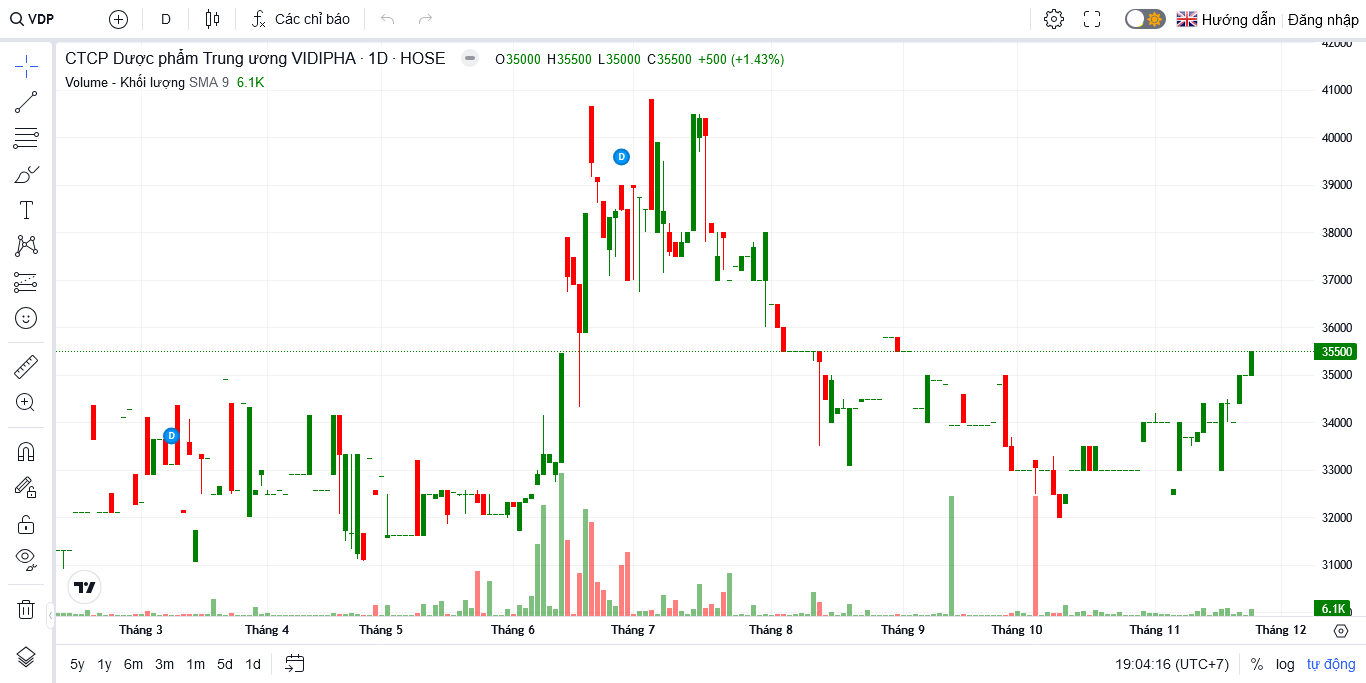 VDP D Các chỉ báo Hướng dẫn Đăng nhập
CTCP Dược phẩm Trung ương VIDIPHA · 1D · HOSE O35000 H35500 L35000 C35500 +500 (+1.43%)
Volume - Khối lượng SMA 9 6.1K
42000
41000
40000
D
39000
38000
37000
36000
35500
35000
34000
D
33000
32000
31000
6.1K
Tháng 3 Tháng 4 Tháng 5 Tháng 6 Tháng 7 Tháng 8 Tháng 9 Tháng 10 Tháng 11 Tháng 12
5y 1y 6m 3m 1m 5d 1d 19:04:16 (UTC+7) % log tự động